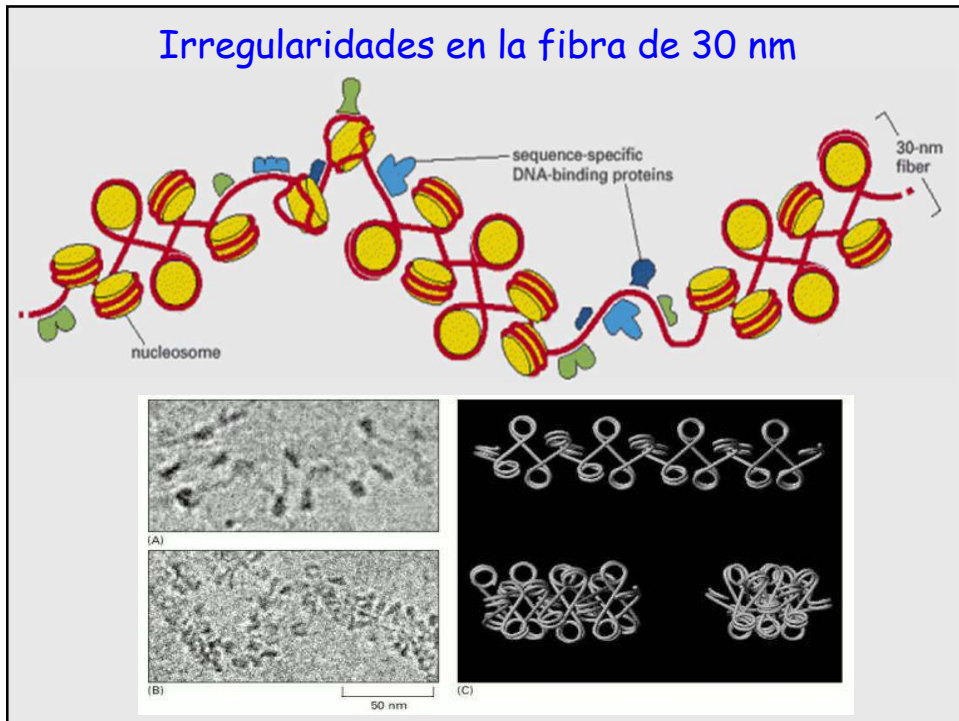 Irregularidades en la fibra de 30 nm
sequence-specific
DNA-binding proteins
30-nm
fiber
nucleosome
(A)
(B)
50 nm
(C)